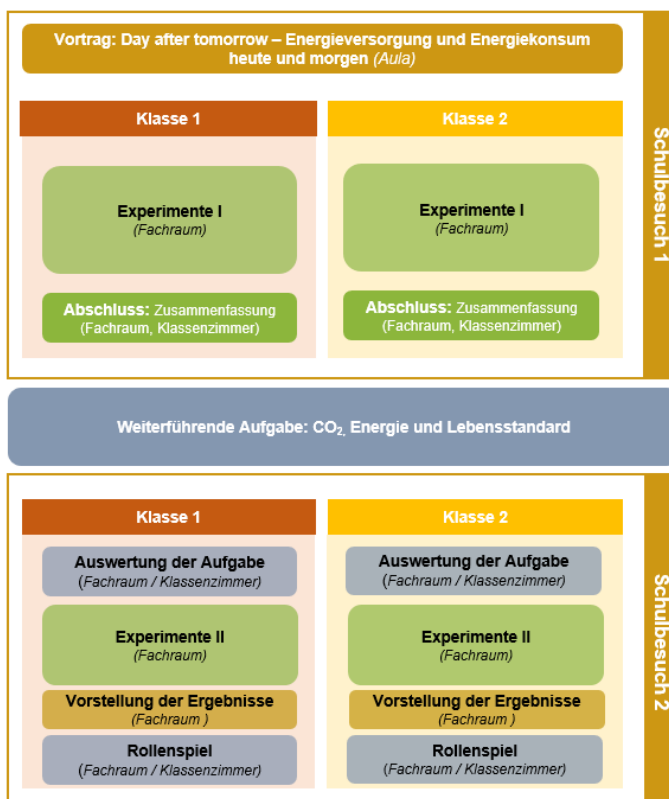 Vortrag: Day after tomorrow – Energieversorgung und Energiekonsum
heute und morgen (Aula)
Klasse 1
Klasse 2
Experimente I
(Fachraum)
Experimente I
(Fachraum)
Abschluss: Zusammenfassung
(Fachraum, Klassenzimmer)
Abschluss: Zusammenfassung
(Fachraum, Klassenzimmer)
Schulbesuch 1
Weiterführende Aufgabe: CO₂, Energie und Lebensstandard
Klasse 1
Klasse 2
Auswertung der Aufgabe
(Fachraum / Klassenzimmer)
Auswertung der Aufgabe
(Fachraum / Klassenzimmer)
Experimente II
(Fachraum)
Experimente II
(Fachraum)
Vorstellung der Ergebnisse
(Fachraum )
Vorstellung der Ergebnisse
(Fachraum )
Rollenspiel
(Fachraum / Klassenzimmer)
Rollenspiel
(Fachraum / Klassenzimmer)
Schulbesuch 2